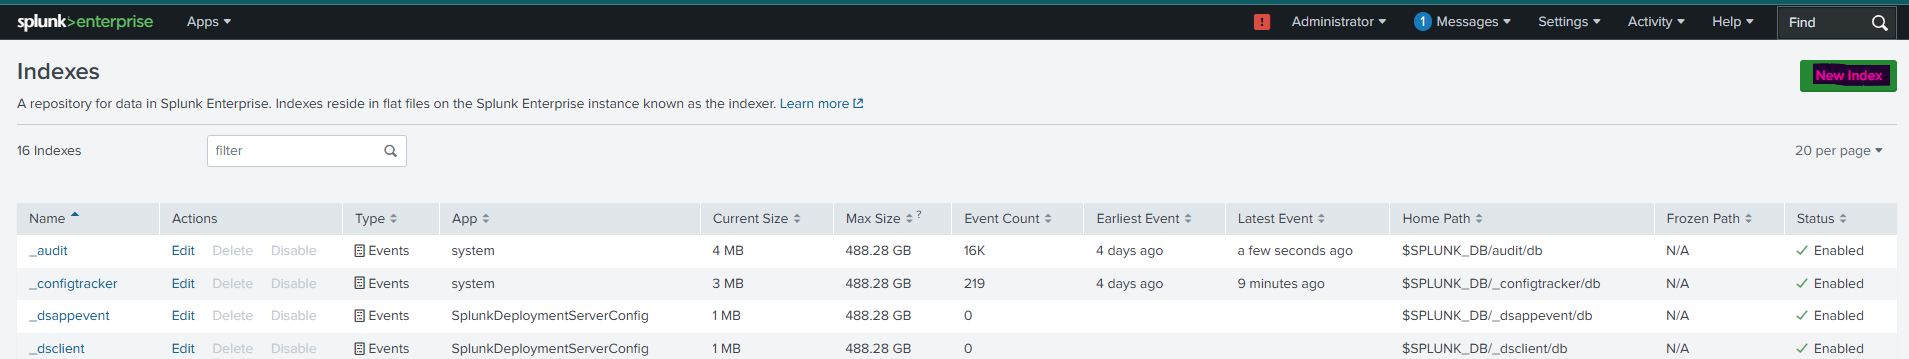 splunk>enterprise Apps Administrator 1 Messages Settings Activity Help Find
Indexes
New Index
A repository for data in Splunk Enterprise. Indexes reside in flat files on the Splunk Enterprise instance known as the indexer. Learn more
16 Indexes filter 20 per page
Name Actions Type App Current Size Max Size ? Event Count Earliest Event Latest Event Home Path Frozen Path Status
_audit Edit Delete Disable Events system 4 MB 488.28 GB 16K 4 days ago a few seconds ago $SPLUNK_DB/audit/db N/A Enabled
_configtracker Edit Delete Disable Events system 3 MB 488.28 GB 219 4 days ago 9 minutes ago $SPLUNK_DB/_configtracker/db N/A Enabled
_dsappevent Edit Delete Disable Events SplunkDeploymentServerConfig 1 MB 488.28 GB 0 $SPLUNK_DB/_dsappevent/db N/A Enabled
_dsclient Edit Delete Disable Events SplunkDeploymentServerConfig 1 MB 488.28 GB 0 $SPLUNK_DB/_dsclient/db N/A Enabled